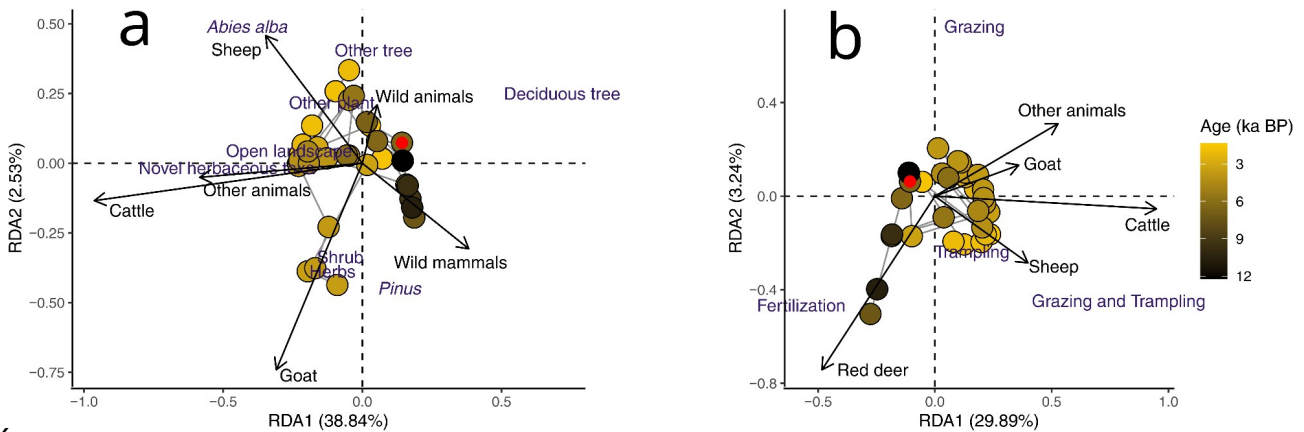 a
0.50
0.25
0.00
−0.25
−0.50
−0.75
RDA2 (2.53%)
Abies alba
Sheep
Other tree
Other plant
Wild animals
Deciduous tree
Open landscape
Novel herbaceous taxa
Other animals
Cattle
Wild mammals
Shrub
Herbs
Pinus
Goat
−1.0
−0.5
0.0
0.5
RDA1 (38.84%)
b
0.4
0.0
−0.4
−0.8
RDA2 (3.24%)
Grazing
Other animals
Goat
Cattle
Trampling
Sheep
Fertilization
Grazing and Trampling
Red deer
−0.5
0.0
0.5
1.0
RDA1 (29.89%)
Age (ka BP)
3
6
9
12